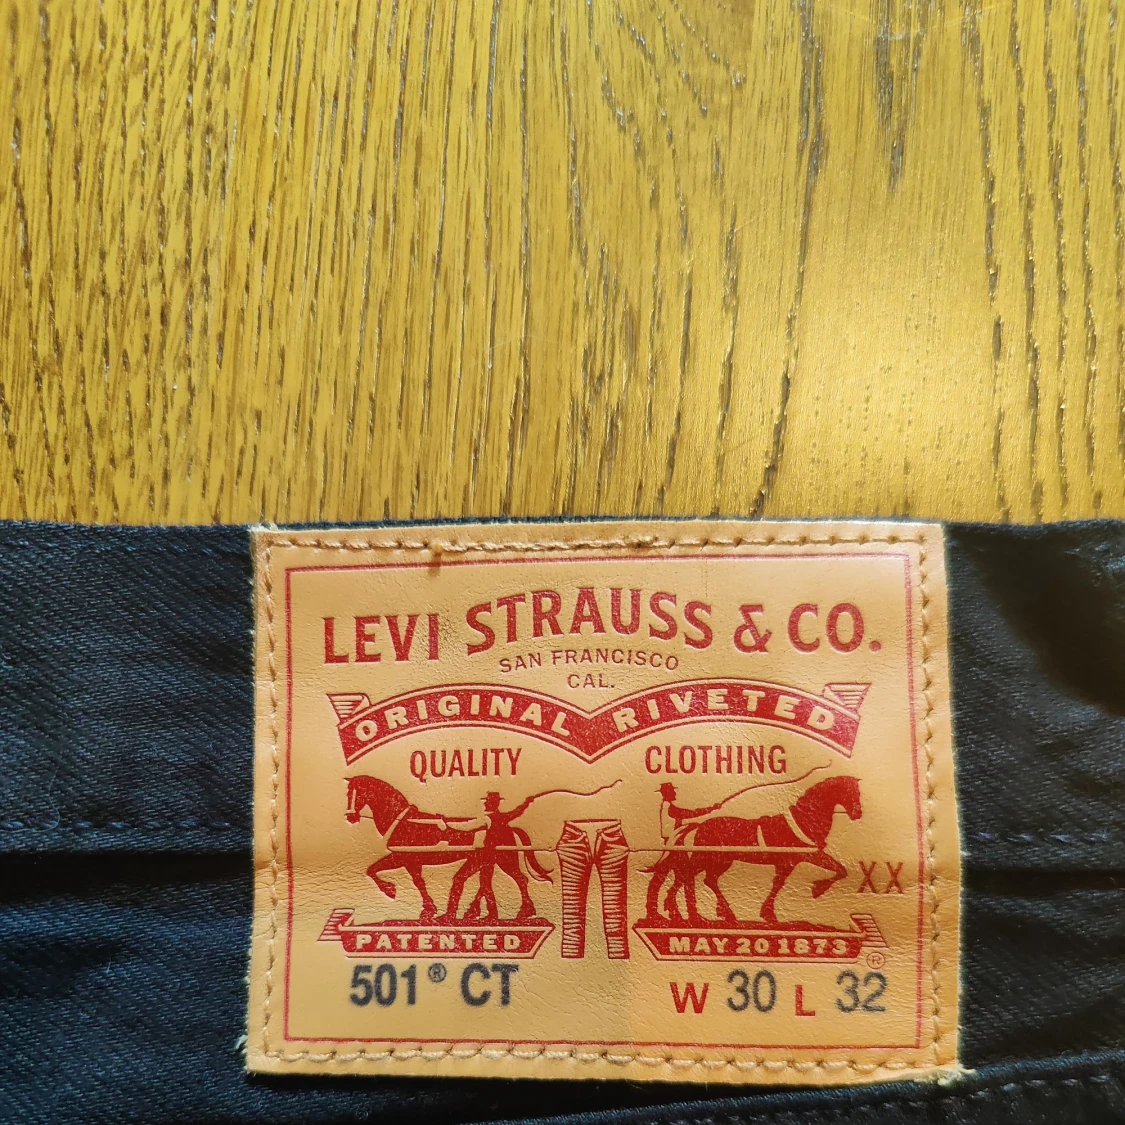 LEVI STRAUSS & CO.
SAN FRANCISCO
CAL.
ORIGINAL RIVETED
QUALITY CLOTHING
XX
PATENTED MAY 20 1873 ®
501® CT W 30 L 32